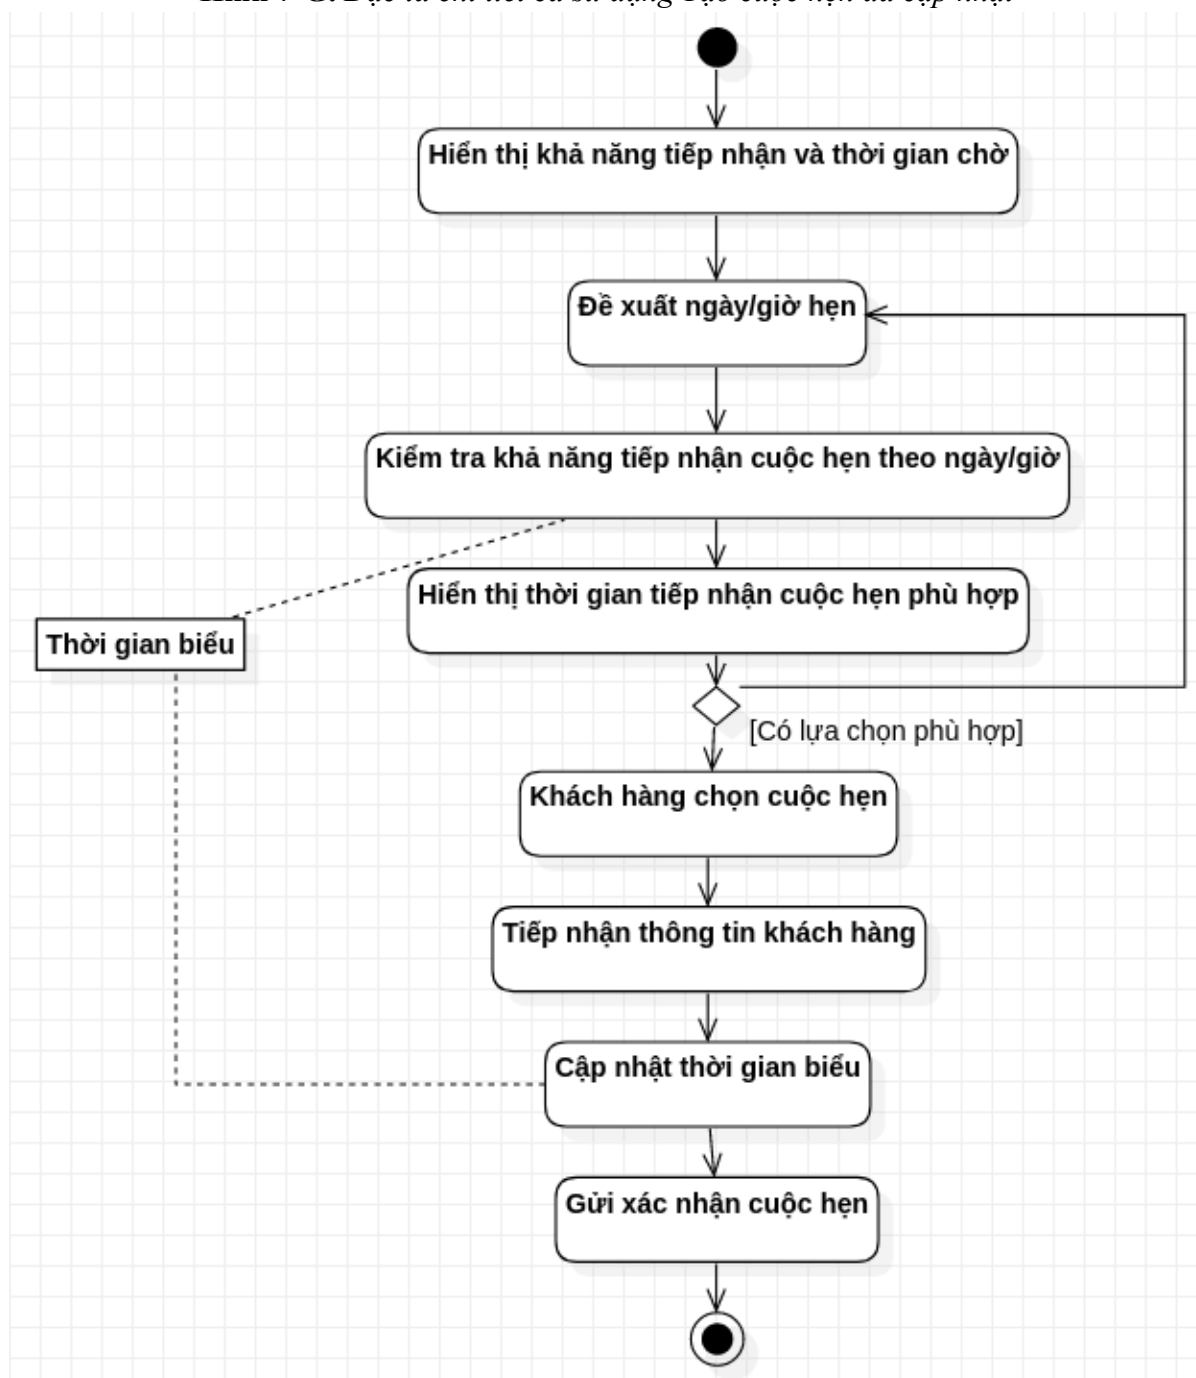 Hiển thị khả năng tiếp nhận và thời gian chờ
Đề xuất ngày/giờ hẹn
Kiểm tra khả năng tiếp nhận cuộc hẹn theo ngày/giờ
Hiển thị thời gian tiếp nhận cuộc hẹn phù hợp
Thời gian biểu
[Có lựa chọn phù hợp]
Khách hàng chọn cuộc hẹn
Tiếp nhận thông tin khách hàng
Cập nhật thời gian biểu
Gửi xác nhận cuộc hẹn